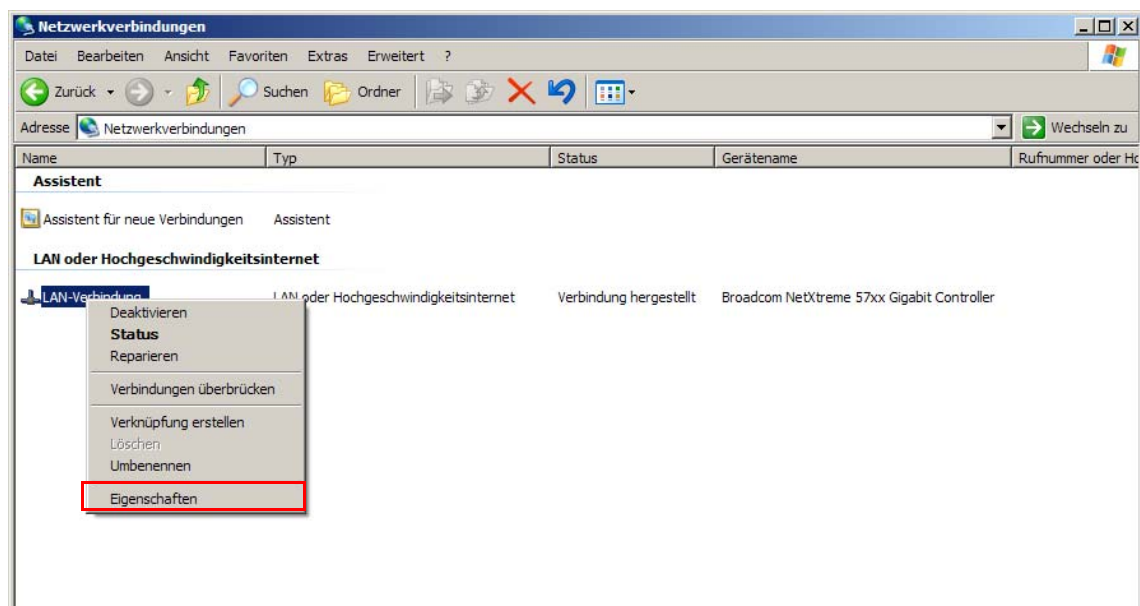 Netzwerkverbindungen
Datei Bearbeiten Ansicht Favoriten Extras Erweitert ?
Zurück Suchen Ordner
Adresse Netzwerkverbindungen Wechseln zu
Name Typ Status Gerätename Rufnummer oder Ho
Assistent
Assistent für neue Verbindungen Assistent
LAN oder Hochgeschwindigkeitsinternet
LAN-Verbindung LAN oder Hochgeschwindigkeitsinternet Verbindung hergestellt Broadcom NetXtreme 57xx Gigabit Controller
Deaktivieren
Status
Reparieren
Verbindungen überbrücken
Verknüpfung erstellen
Löschen
Umbenennen
Eigenschaften